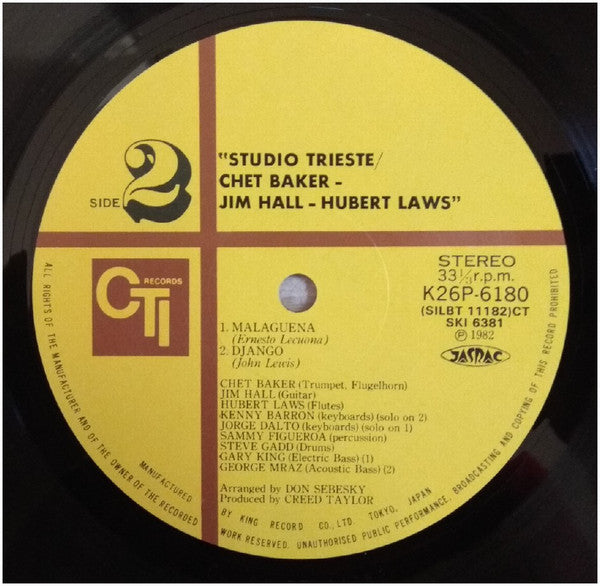 "STUDIO TRIESTE/
CHET BAKER -
JIM HALL - HUBERT LAWS"
SIDE 2
CTI RECORDS
STEREO
33⅓r.p.m.
K26P-6180
(SILBT 11182)CT
SKI 6381
Ⓟ 1982
JASRAC
1. MALAGUENA
(Ernesto Lecuona)
2. DJANGO
(John Lewis)
CHET BAKER (Trumpet, Flugelhorn)
JIM HALL (Guitar)
HUBERT LAWS (Flutes)
KENNY BARRON (keyboards) (solo on 2)
JORGE DALTO (keyboards) (solo on 1)
SAMMY FIGUEROA (percussion)
STEVE GADD (Drums)
GARY KING (Electric Bass) (1)
GEORGE MRAZ (Acoustic Bass) (2)
Arranged by DON SEBESKY
Produced by CREED TAYLOR
MANUFACTURED BY KING RECORD CO., LTD. TOKYO, JAPAN
ALL RIGHTS OF THE MANUFACTURER AND OF THE OWNER OF THE RECORDED WORK RESERVED. UNAUTHORISED PUBLIC PERFORMANCE, BROADCASTING AND COPYING OF THIS RECORD PROHIBITED